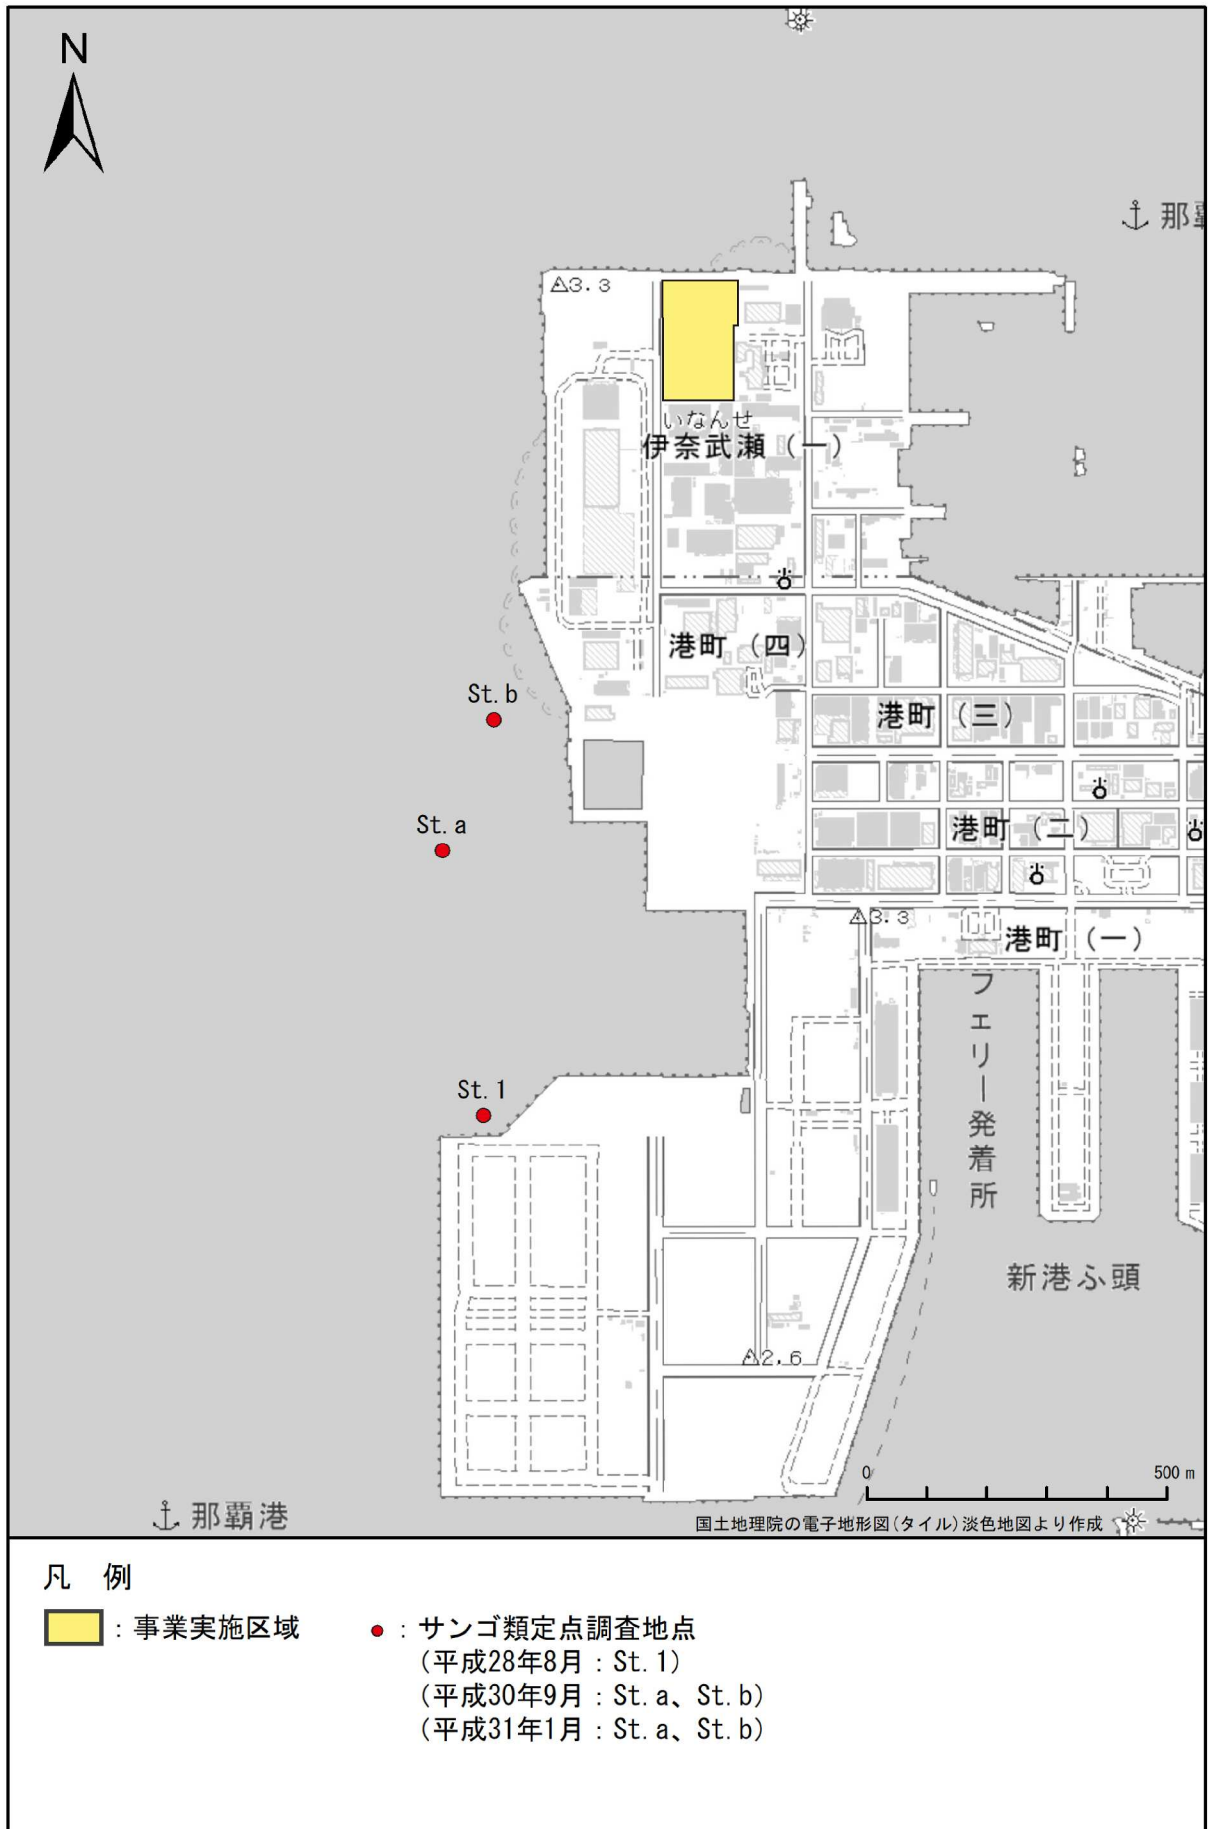 N
那
3.3
いなんせ
伊奈武瀬（一）
港町（四）
St.b
港町（三）
St.a
港町（二）
3.3
港町（一）
フェリー発着所
St.1
新港ふ頭
2.6
0 500 m
那覇港
国土地理院の電子地形図(タイル)淡色地図より作成
凡 例
：事業実施区域
：サンゴ類定点調査地点
（平成28年8月：St.1）
（平成30年9月：St.a、St.b）
（平成31年1月：St.a、St.b）